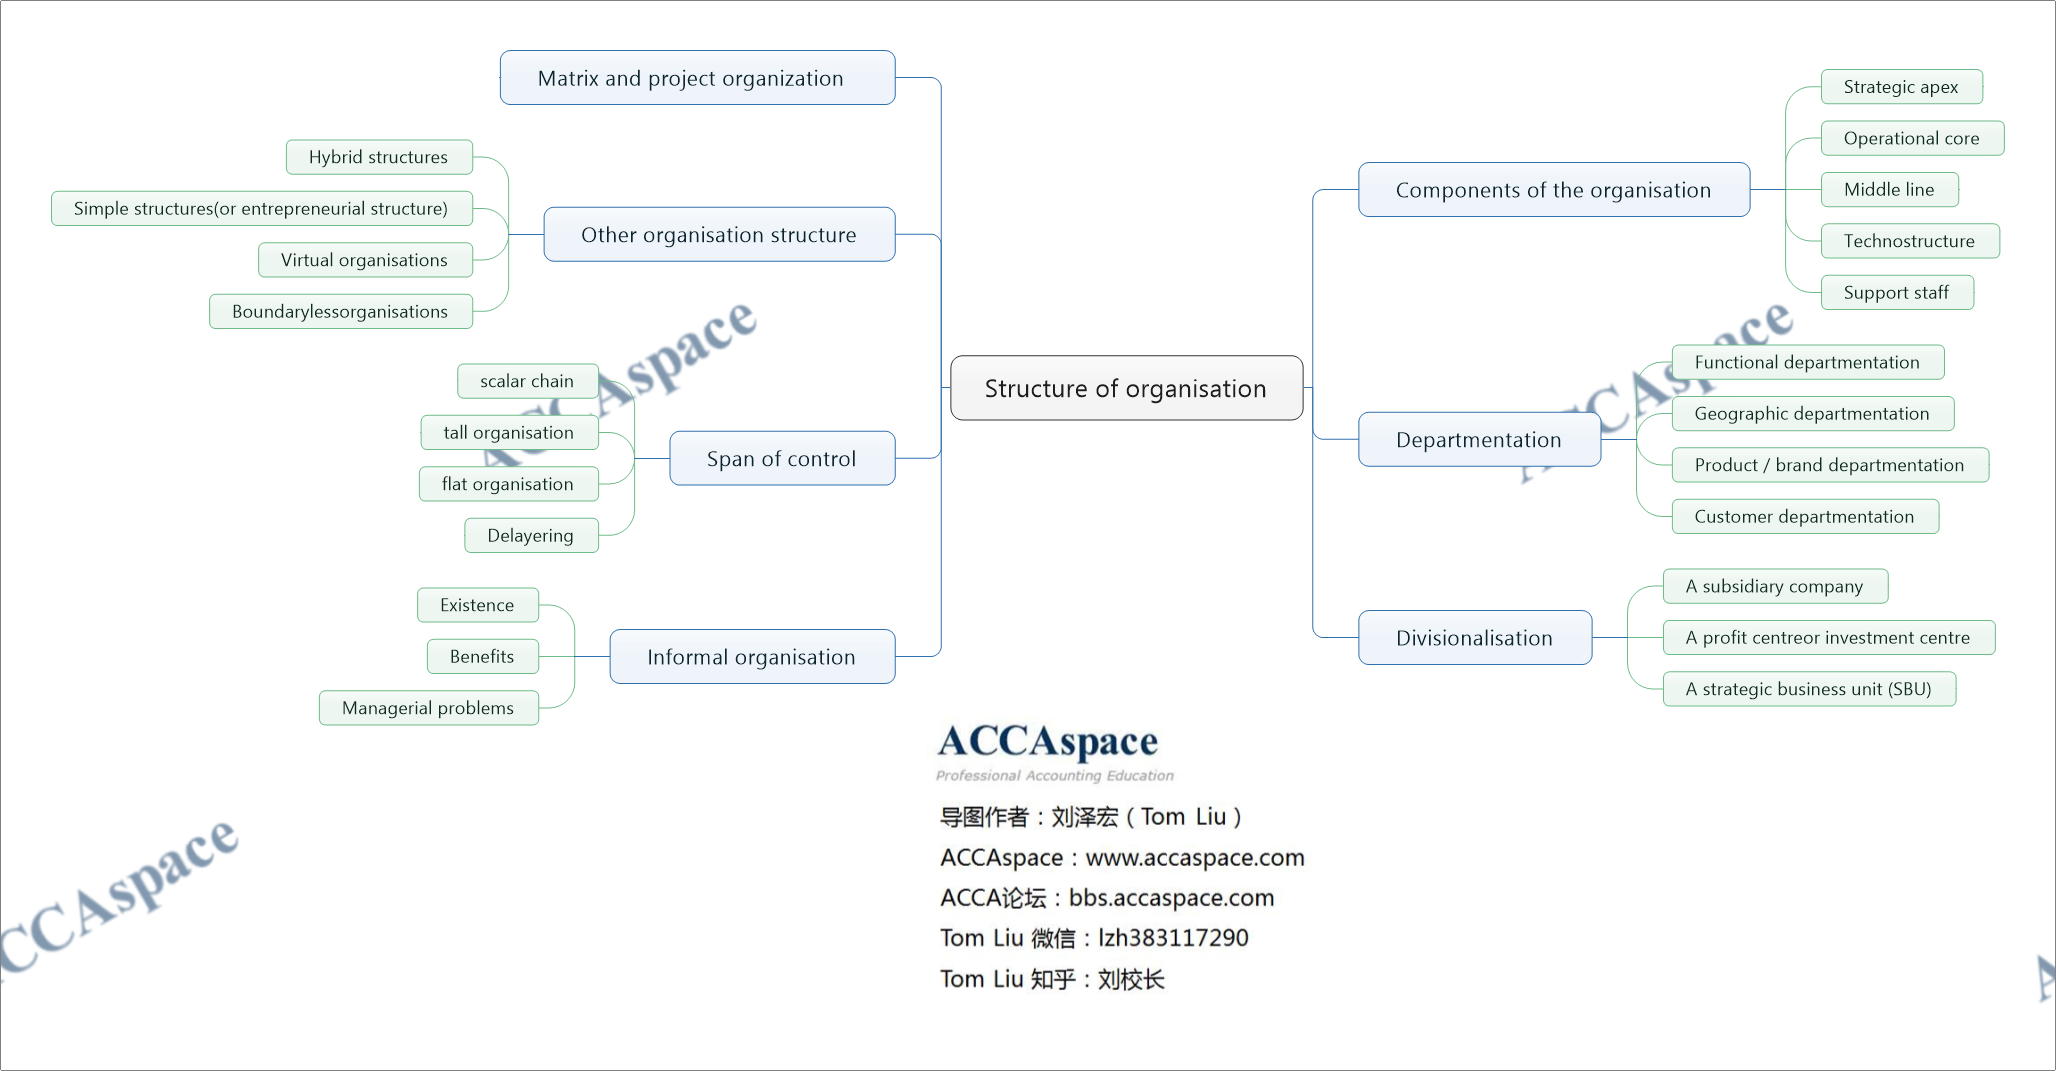 Matrix and project organization
Hybrid structures
Simple structures(or entrepreneurial structure)
Other organisation structure
Virtual organisations
Boundarylessorganisations
scalar chain
tall organisation
Span of control
flat organisation
Delayering
Existence
Benefits
Informal organisation
Managerial problems
Structure of organisation
Components of the organisation
Strategic apex
Operational core
Middle line
Technostructure
Support staff
Departmentation
Functional departmentation
Geographic departmentation
Product / brand departmentation
Customer departmentation
Divisionalisation
A subsidiary company
A profit centreor investment centre
A strategic business unit (SBU)
ACCAspace
Professional Accounting Education
导图作者：刘泽宏（Tom Liu）
ACCAspace：www.accaspace.com
ACCA论坛：bbs.accaspace.com
Tom Liu 微信：lzh383117290
Tom Liu 知乎：刘校长
ACCAspace
ACCAspace
ACCAspace
A